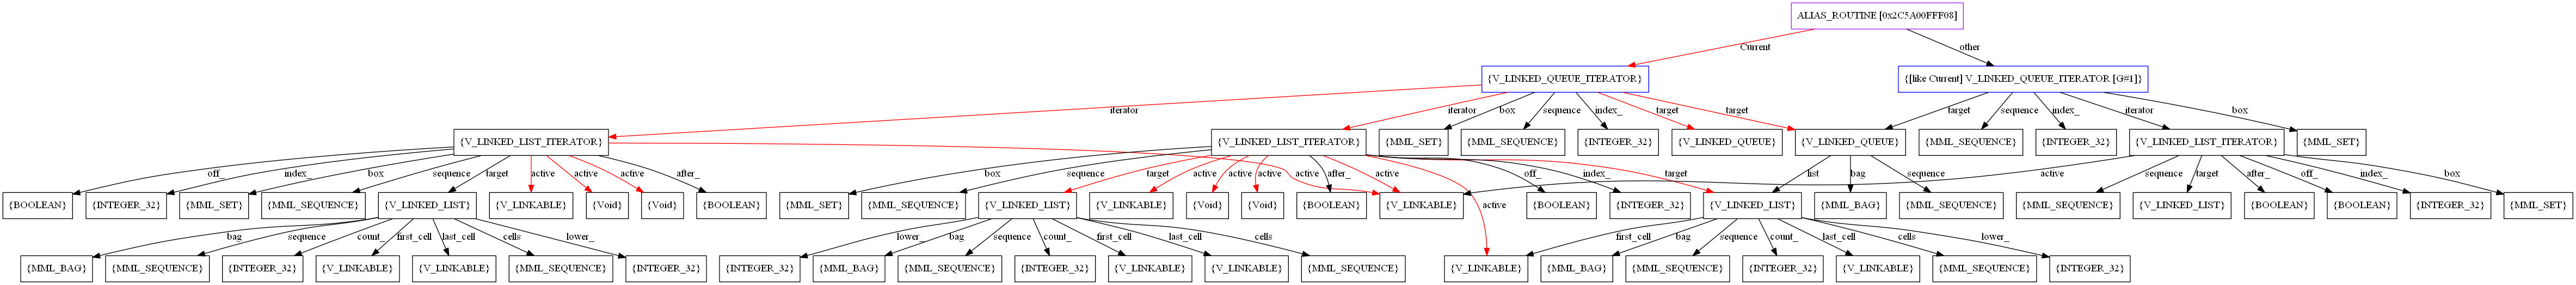 ALIAS_ROUTINE [0x2C5A00FFF08]
Current
other
{V_LINKED_QUEUE_ITERATOR}
{[like Current] V_LINKED_QUEUE_ITERATOR [G#1]}
iterator
iterator
box
sequence
index_
target
target
target
sequence
index_
iterator
box
{V_LINKED_LIST_ITERATOR}
{V_LINKED_LIST_ITERATOR}
{MML_SET}
{MML_SEQUENCE}
{INTEGER_32}
{V_LINKED_QUEUE}
{V_LINKED_QUEUE}
{MML_SEQUENCE}
{INTEGER_32}
{V_LINKED_LIST_ITERATOR}
{MML_SET}
off_
index_
box
sequence
target
active
active
active
after_
active
box
sequence
target
active
active
active
after_
active
active
target
off_
index_
list
bag
sequence
active
sequence
target
after_
off_
index_
box
{BOOLEAN}
{INTEGER_32}
{MML_SET}
{MML_SEQUENCE}
{V_LINKED_LIST}
{V_LINKABLE}
{Void}
{Void}
{BOOLEAN}
{MML_SET}
{MML_SEQUENCE}
{V_LINKED_LIST}
{V_LINKABLE}
{Void}
{Void}
{BOOLEAN}
{V_LINKABLE}
{BOOLEAN}
{INTEGER_32}
{V_LINKED_LIST}
{MML_BAG}
{MML_SEQUENCE}
{MML_SEQUENCE}
{V_LINKED_LIST}
{BOOLEAN}
{BOOLEAN}
{INTEGER_32}
{MML_SET}
bag
sequence
count_
first_cell
last_cell
cells
lower_
lower_
bag
sequence
count_
first_cell
last_cell
cells
first_cell
bag
sequence
count_
last_cell
cells
lower_
{MML_BAG}
{MML_SEQUENCE}
{INTEGER_32}
{V_LINKABLE}
{V_LINKABLE}
{MML_SEQUENCE}
{INTEGER_32}
{INTEGER_32}
{MML_BAG}
{MML_SEQUENCE}
{INTEGER_32}
{V_LINKABLE}
{V_LINKABLE}
{MML_SEQUENCE}
{V_LINKABLE}
{MML_BAG}
{MML_SEQUENCE}
{INTEGER_32}
{V_LINKABLE}
{MML_SEQUENCE}
{INTEGER_32}